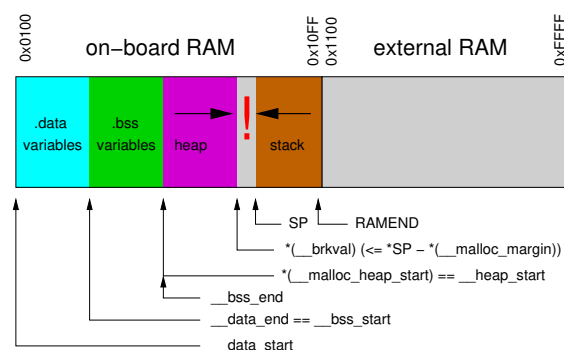 0x0100
0x10FF
0x1100
0xFFFF
on−board RAM
external RAM
.data
variables
.bss
variables
heap
!
stack
SP
RAMEND
*(__brkval) (<= *SP − *(__malloc_margin))
*(__malloc_heap_start) == __heap_start
__bss_end
__data_end == __bss_start
__data_start